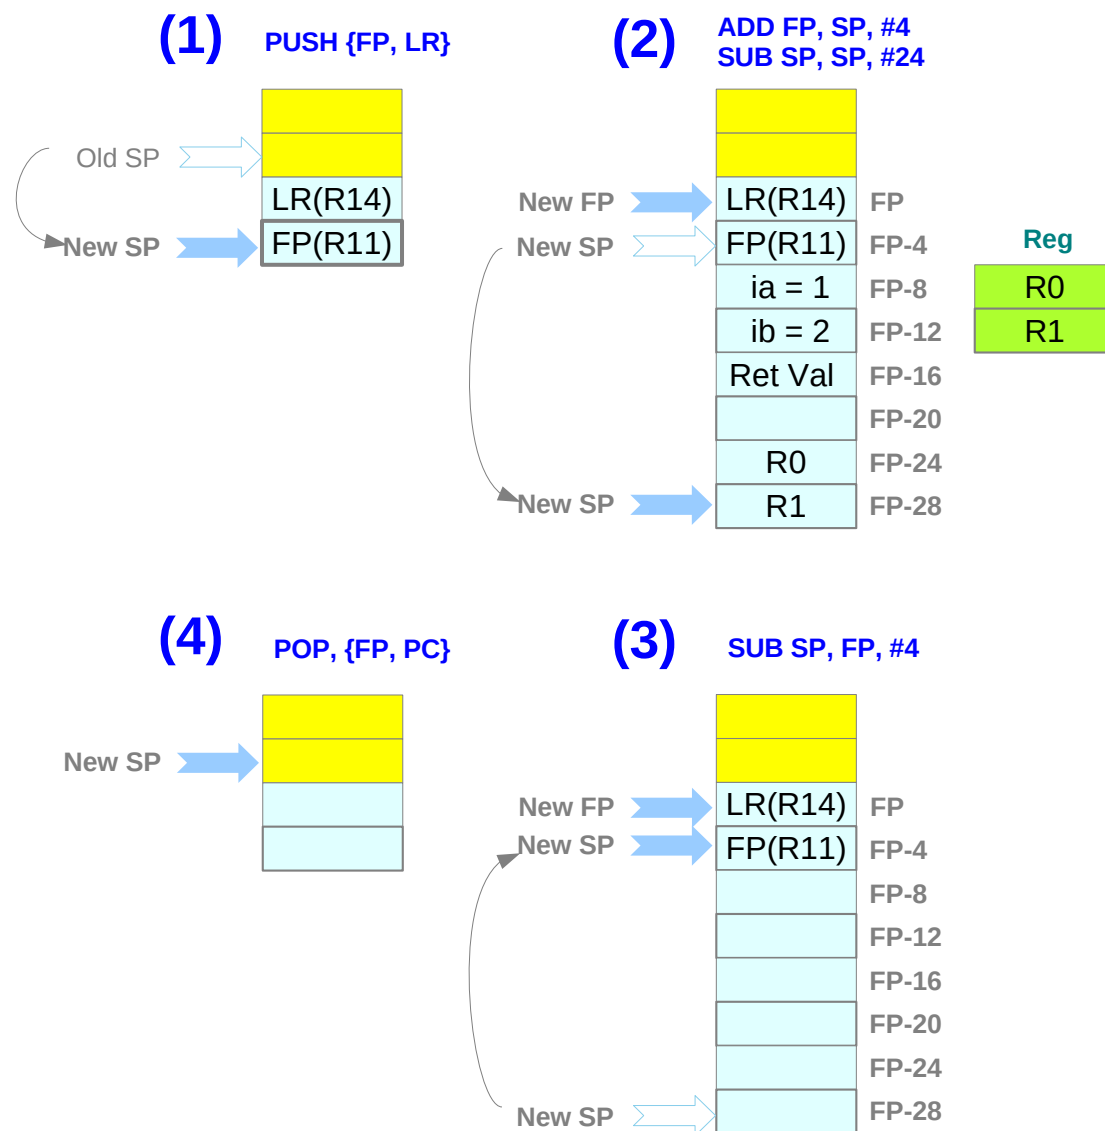 (1)
PUSH {FP, LR}
Old SP
LR(R14)
New SP
FP(R11)
(2)
ADD FP, SP, #4
SUB SP, SP, #24
New FP
LR(R14)
FP
New SP
FP(R11)
FP-4
ia = 1
FP-8
ib = 2
FP-12
Ret Val
FP-16
FP-20
R0
FP-24
New SP
R1
FP-28
Reg
R0
R1
(4)
POP, {FP, PC}
New SP
(3)
SUB SP, FP, #4
New FP
LR(R14)
FP
New SP
FP(R11)
FP-4
FP-8
FP-12
FP-16
FP-20
FP-24
New SP
FP-28